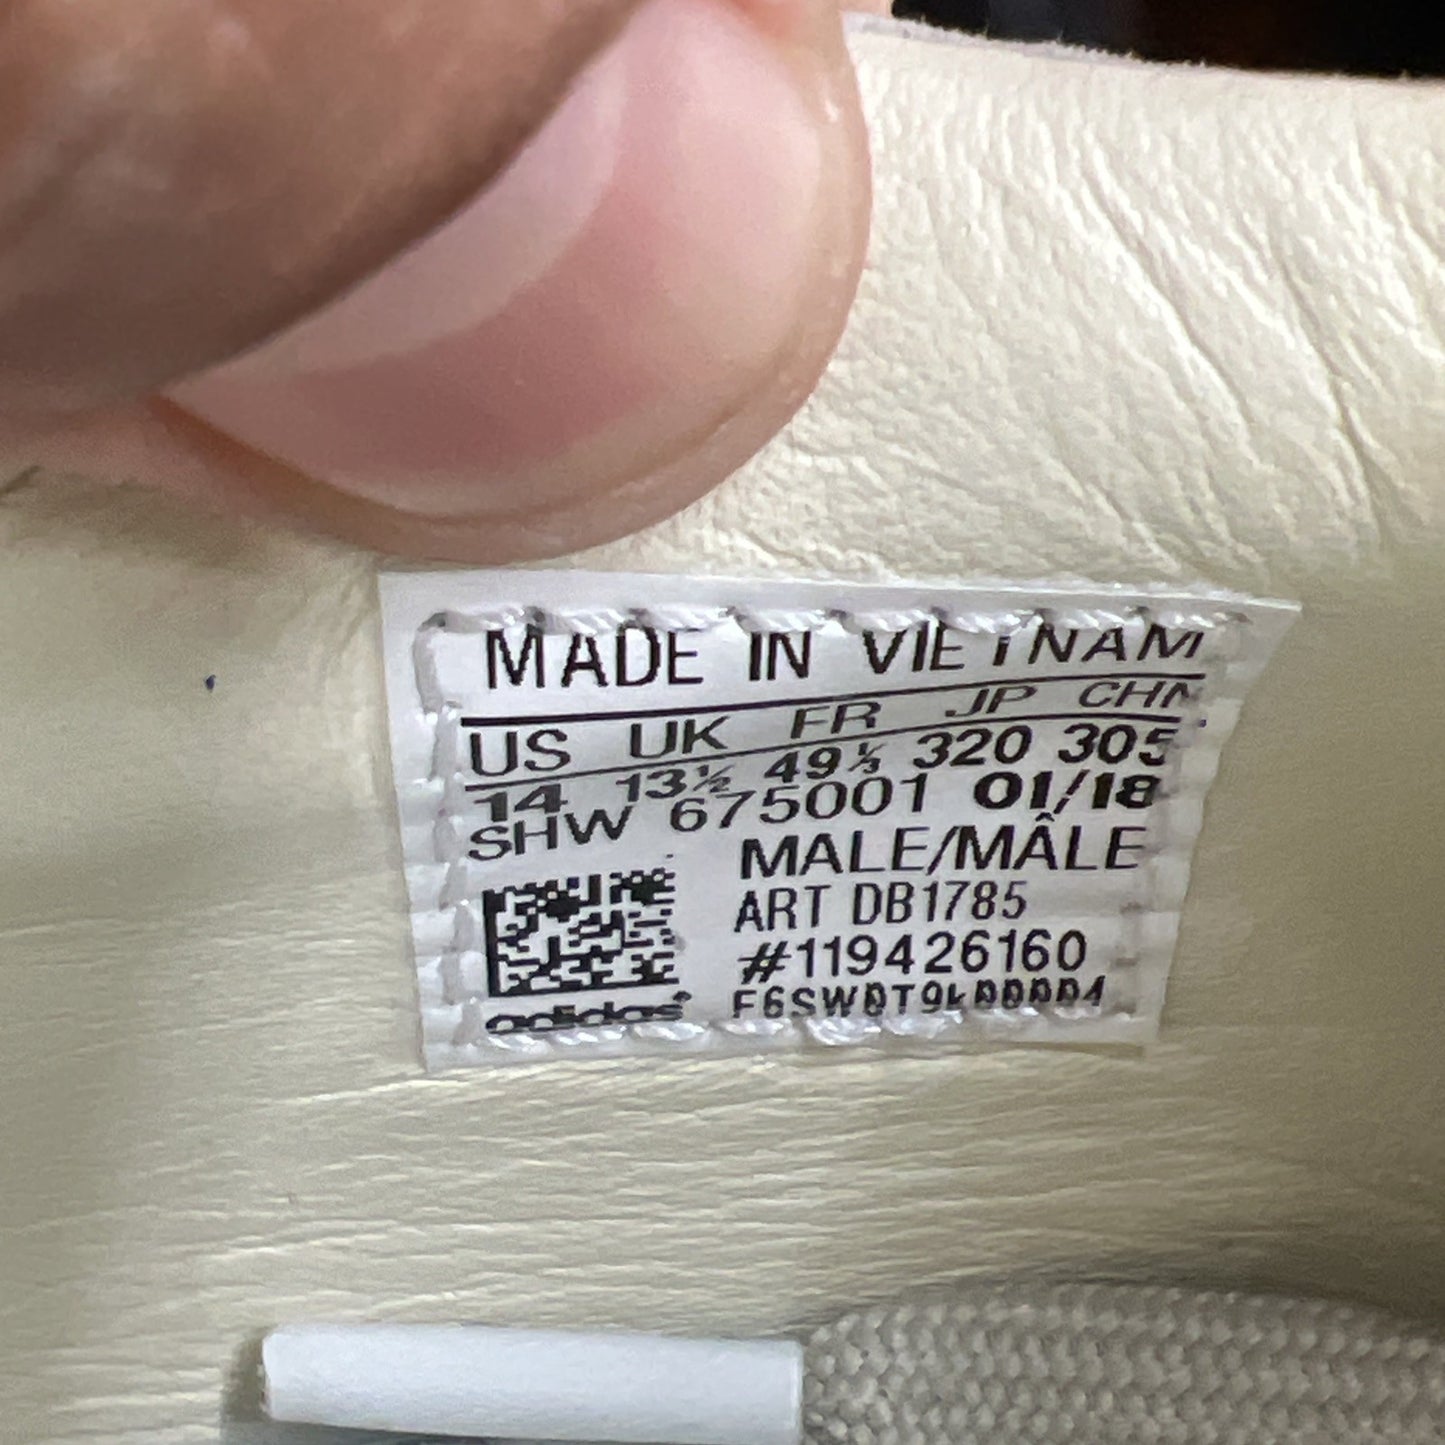 MADE IN VIETNAM
US UK FR JP CHN
14 13½ 49⅓ 320 305
SHW 675001 01/18
MALE/MÂLE
ART DB1785
#119426160
adidas